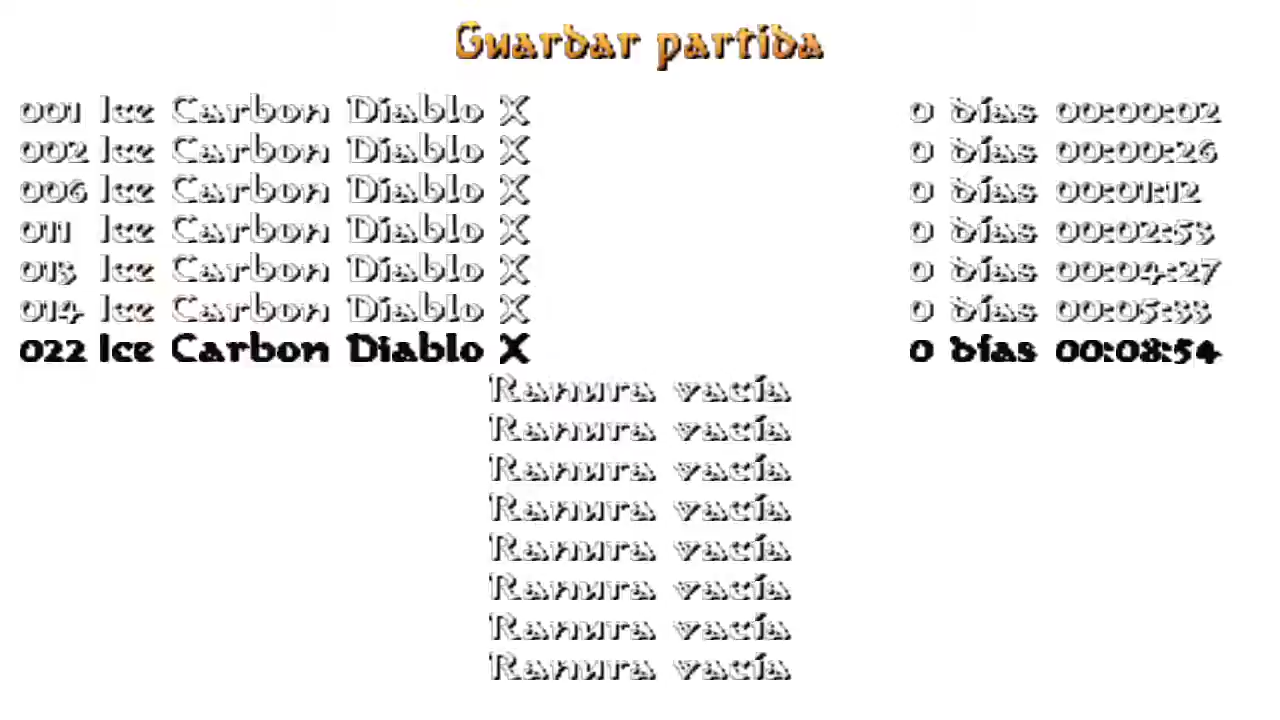 Guardar partida
001 Ice Carbon Diablo X 0 días 00:00:02
002 Ice Carbon Diablo X 0 días 00:00:26
006 Ice Carbon Diablo X 0 días 00:01:12
011 Ice Carbon Diablo X 0 días 00:02:53
013 Ice Carbon Diablo X 0 días 00:04:27
014 Ice Carbon Diablo X 0 días 00:05:33
022 Ice Carbon Diablo X 0 días 00:08:54
Ranura vacía
Ranura vacía
Ranura vacía
Ranura vacía
Ranura vacía
Ranura vacía
Ranura vacía
Ranura vacía